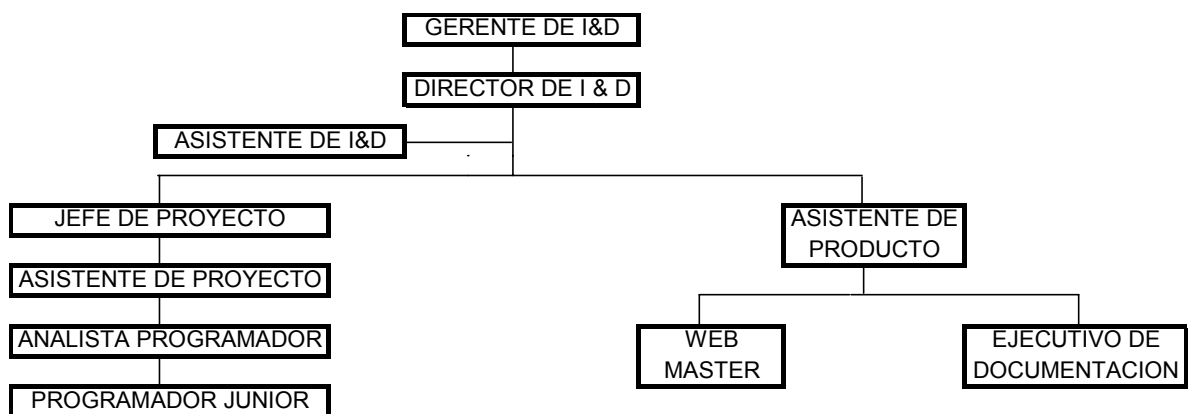 GERENTE DE I&D
DIRECTOR DE I & D
ASISTENTE DE I&D
JEFE DE PROYECTO
ASISTENTE DE PROYECTO
ANALISTA PROGRAMADOR
PROGRAMADOR JUNIOR
ASISTENTE DE
PRODUCTO
WEB
MASTER
EJECUTIVO DE
DOCUMENTACION